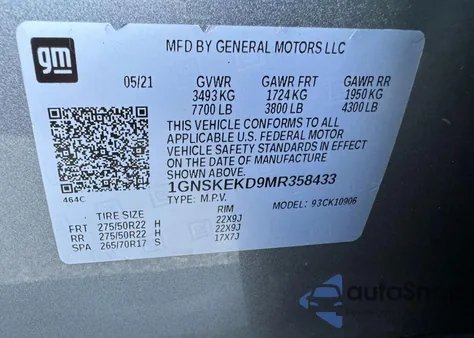 gm
MFD BY GENERAL MOTORS LLC
05/21 GVWR GAWR FRT GAWR RR
3493 KG 1724 KG 1950 KG
7700 LB 3800 LB 4300 LB
THIS VEHICLE CONFORMS TO ALL
APPLICABLE U.S. FEDERAL MOTOR
VEHICLE SAFETY STANDARDS IN EFFECT
ON THE DATE OF MANUFACTURE
SHOWN ABOVE.
464C
1GNSKEKD9MR358433
TYPE: M.P.V. MODEL: 93CK10906
TIRE SIZE RIM
FRT 275/50R22 H 22X9J
RR 275/50R22 H 22X9J
SPA 265/70R17 S 17X7J